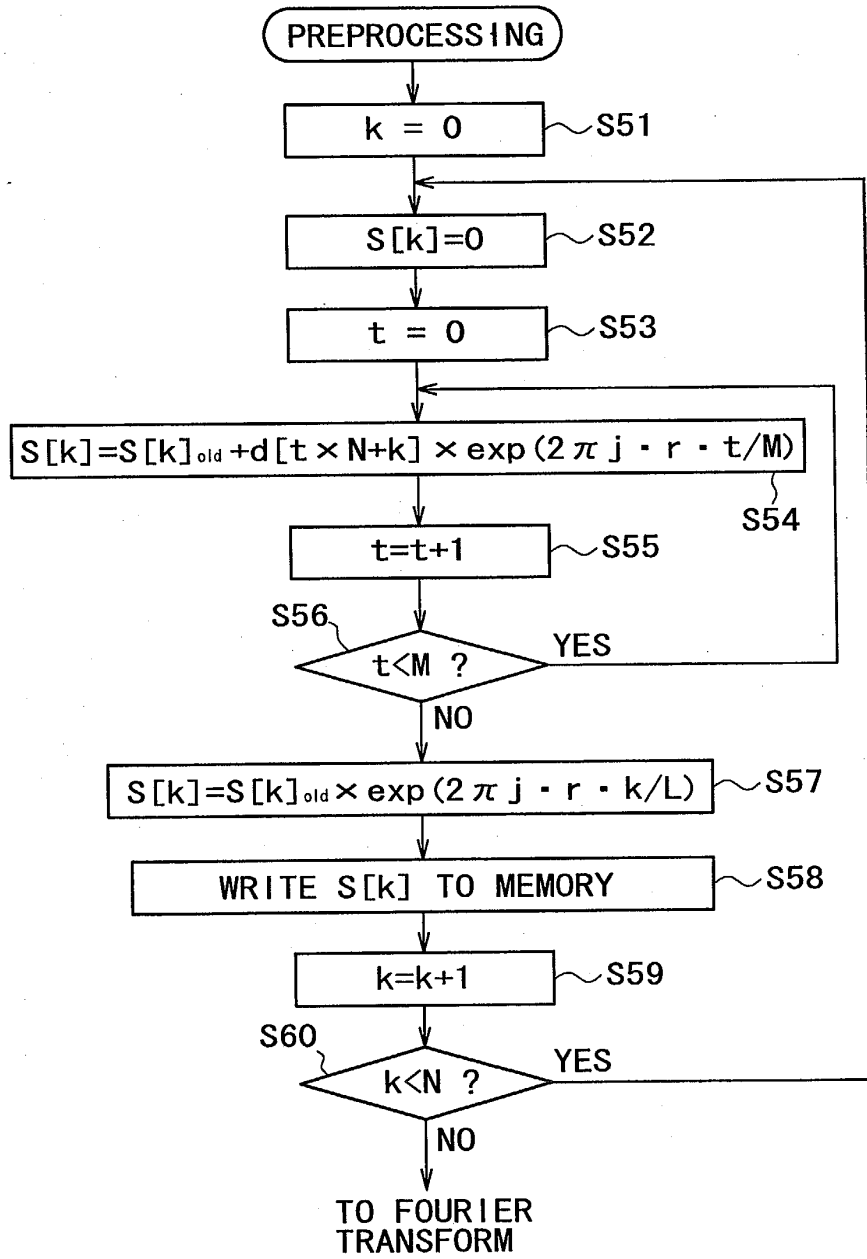 PREPROCESSING
k = 0
S51
S[k]=0
S52
t = 0
S53
S[k]=S[k]old+d[t×N+k]×exp(2πj・r・t/M)
S54
t=t+1
S55
S56
t<M ?
YES
NO
S[k]=S[k]old×exp(2πj・r・k/L)
S57
WRITE S[k] TO MEMORY
S58
k=k+1
S59
S60
k<N ?
YES
NO
TO FOURIER
TRANSFORM